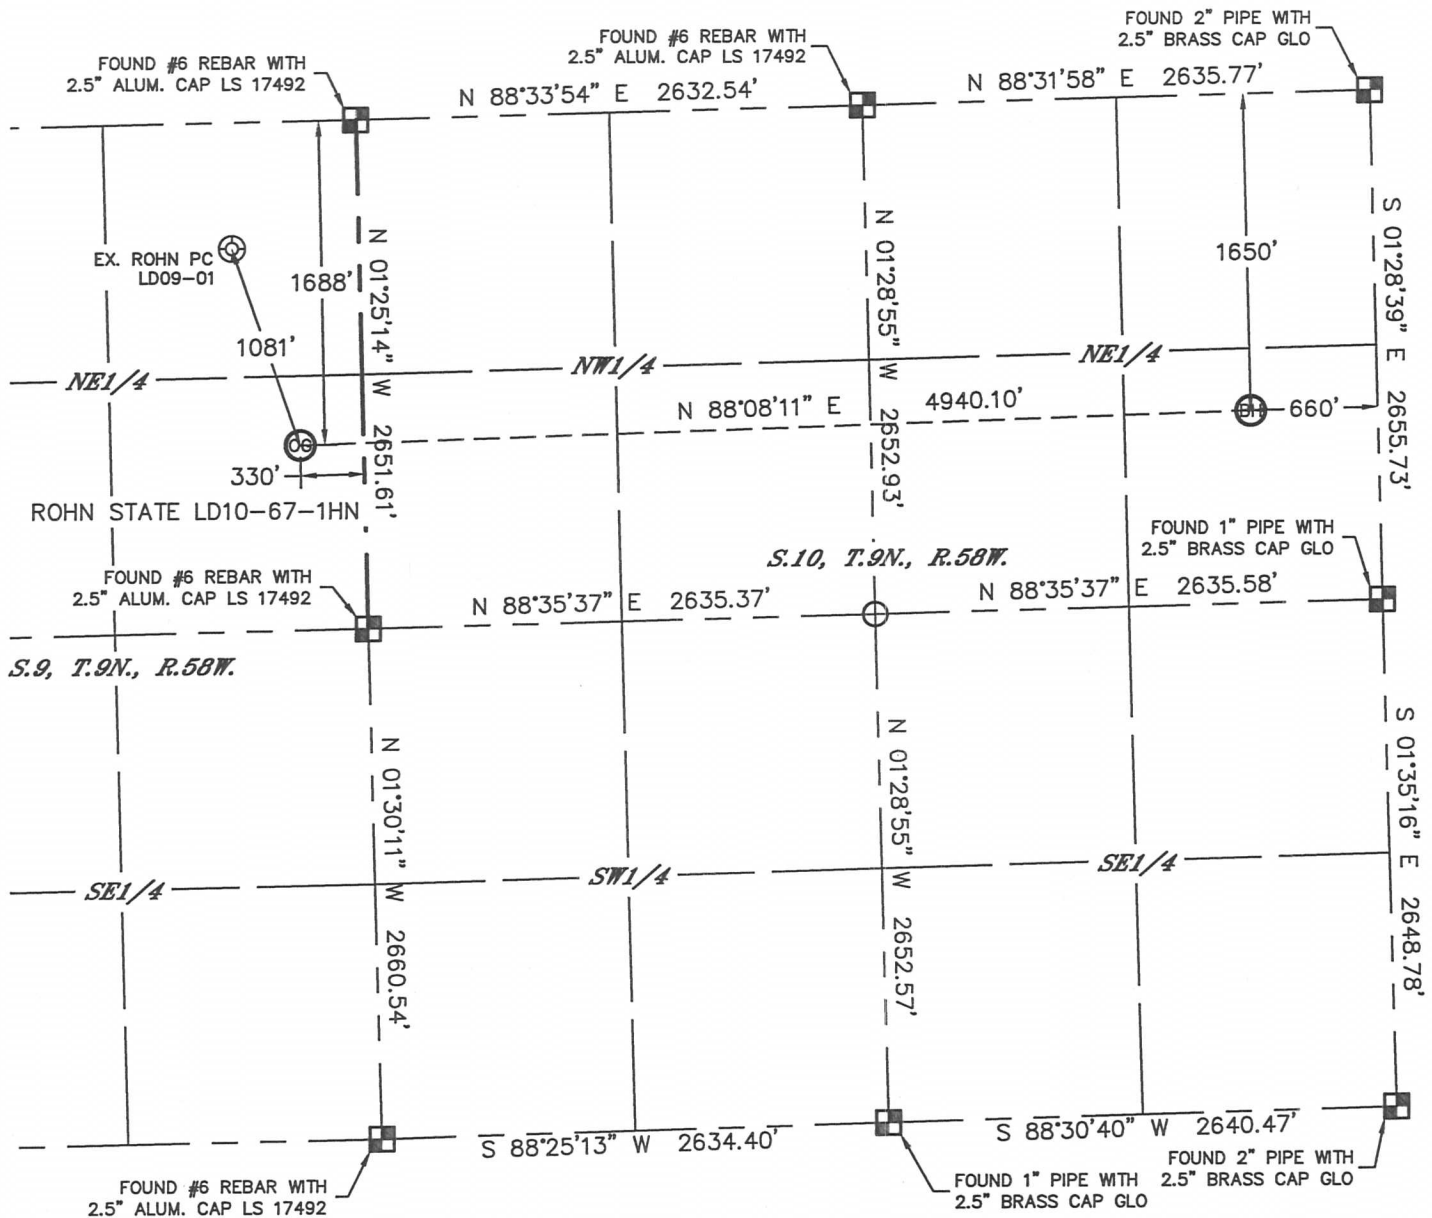 FOUND #6 REBAR WITH
2.5" ALUM. CAP LS 17492
FOUND #6 REBAR WITH
2.5" ALUM. CAP LS 17492
FOUND 2" PIPE WITH
2.5" BRASS CAP GLO
N 88°33'54" E 2632.54'
N 88°31'58" E 2635.77'
EX. ROHN PC
LD09-01
1688'
1081'
N 01°25'14" W 2651.61'
N 01°28'55" W 2652.93'
1650'
S 01°28'39" E 2655.73'
NE1/4
NW1/4
NE1/4
N 88°08'11" E 4940.10'
OG
660'
330'
ROHN STATE LD10-67-1HN
S.10, T.9N., R.58W.
FOUND 1" PIPE WITH
2.5" BRASS CAP GLO
FOUND #6 REBAR WITH
2.5" ALUM. CAP LS 17492
N 88°35'37" E 2635.37'
N 88°35'37" E 2635.58'
S.9, T.9N., R.58W.
N 01°30'11" W 2660.54'
N 01°28'55" W 2652.57'
S 01°35'16" E 2648.78'
SE1/4
SW1/4
SE1/4
S 88°25'13" W 2634.40'
S 88°30'40" W 2640.47'
FOUND #6 REBAR WITH
2.5" ALUM. CAP LS 17492
FOUND 1" PIPE WITH
2.5" BRASS CAP GLO
FOUND 2" PIPE WITH
2.5" BRASS CAP GLO